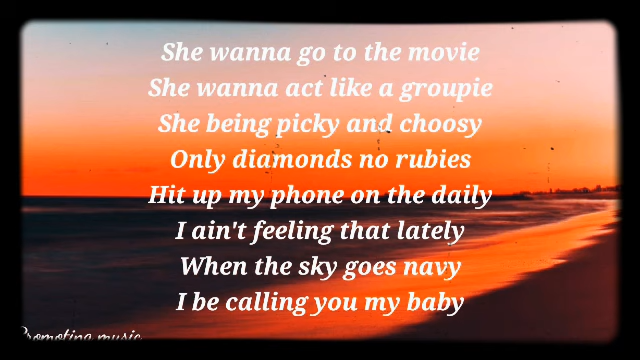 She wanna go to the movie
She wanna act like a groupie
She being picky and choosy
Only diamonds no rubies
Hit up my phone on the daily
I ain't feeling that lately
When the sky goes navy
I be calling you my baby
Promoting music